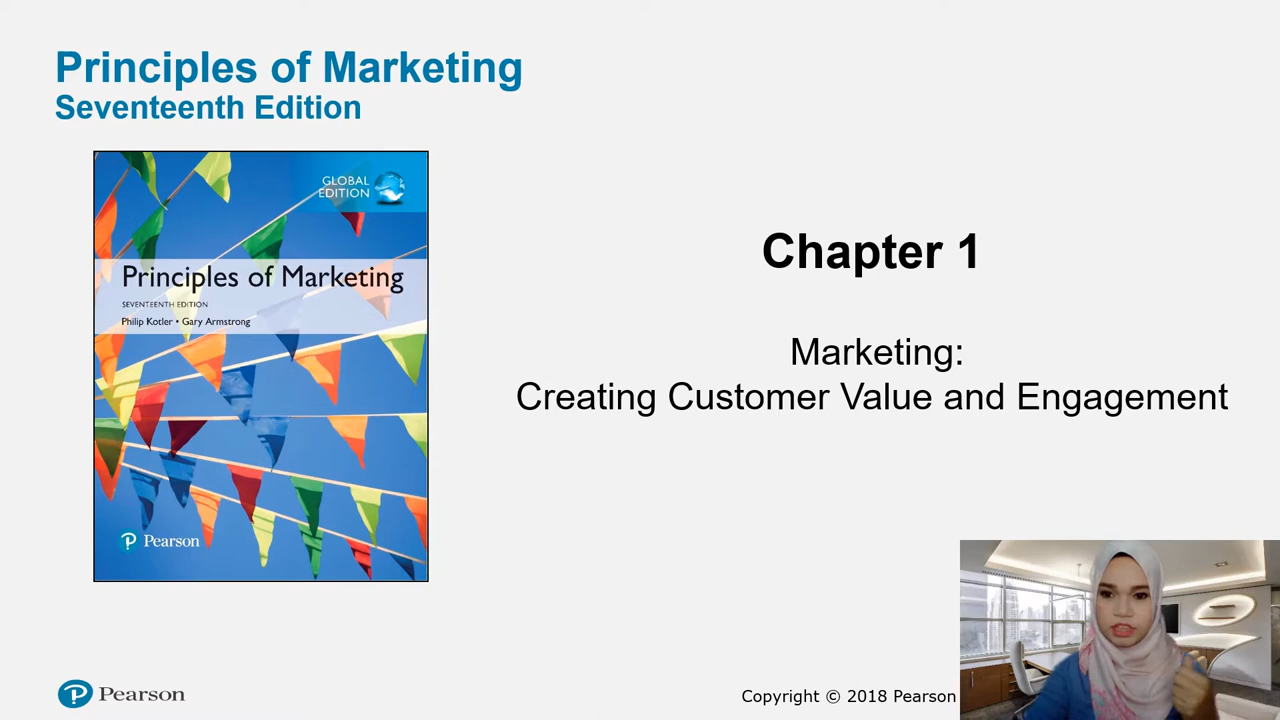 Principles of Marketing
Seventeenth Edition
GLOBAL
EDITION
Principles of Marketing
SEVENTEENTH EDITION
Philip Kotler • Gary Armstrong
Pearson
Chapter 1
Marketing:
Creating Customer Value and Engagement
Pearson
Copyright © 2018 Pearson